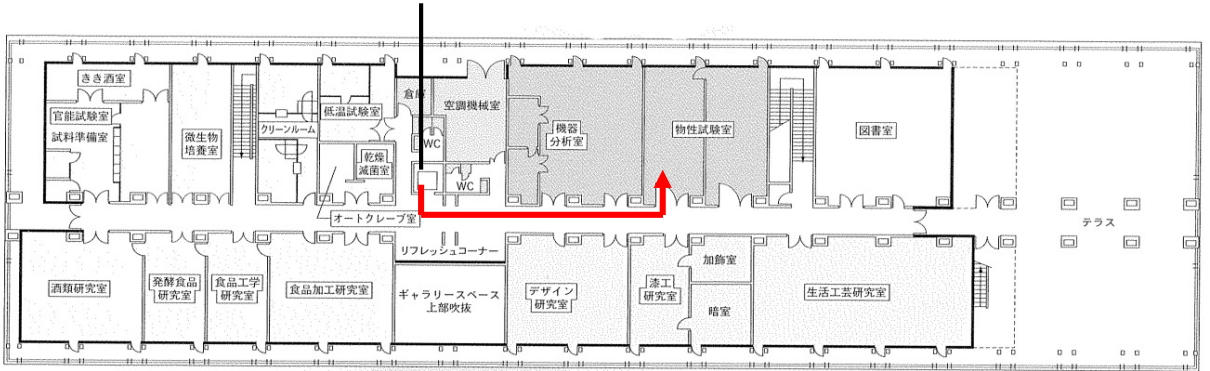 きき酒室
官能試験室
試料準備室
微生物
培養室
クリーンルーム
低温試験室
乾燥
滅菌室
オートクレーブ室
倉庫
WC
空調機械室
WC
機器
分析室
物性試験室
図書室
テラス
リフレッシュコーナー
酒類研究室
発酵食品
研究室
食品工学
研究室
食品加工研究室
ギャラリースペース
上部吹抜
デザイン
研究室
漆工
研究室
加飾室
暗室
生活工芸研究室